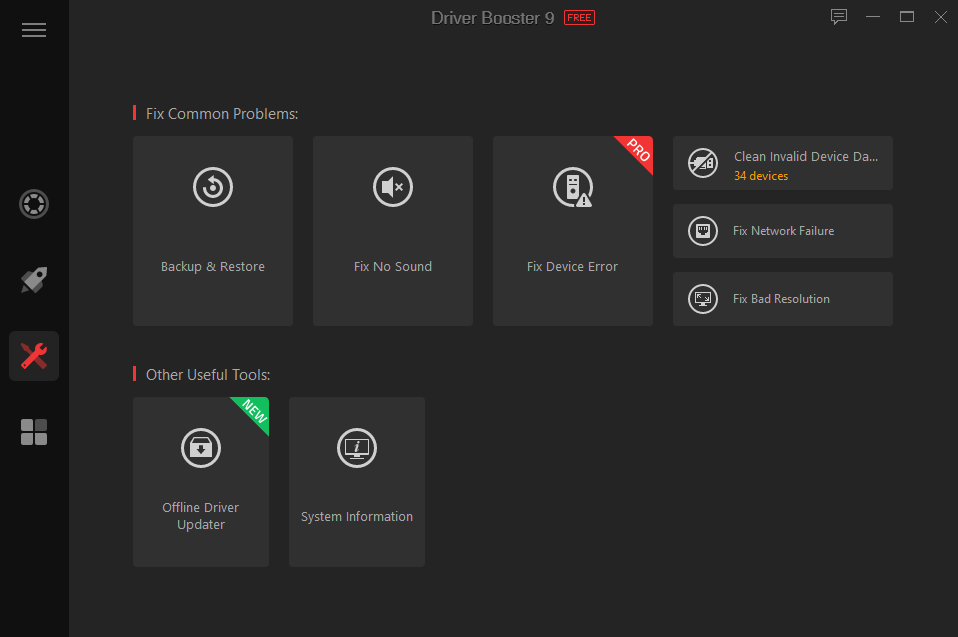 Driver Booster 9 FREE
Fix Common Problems:
Backup & Restore
Fix No Sound
PRO
Fix Device Error
Clean Invalid Device Da...
34 devices
Fix Network Failure
Fix Bad Resolution
Other Useful Tools:
NEW
Offline Driver
Updater
System Information